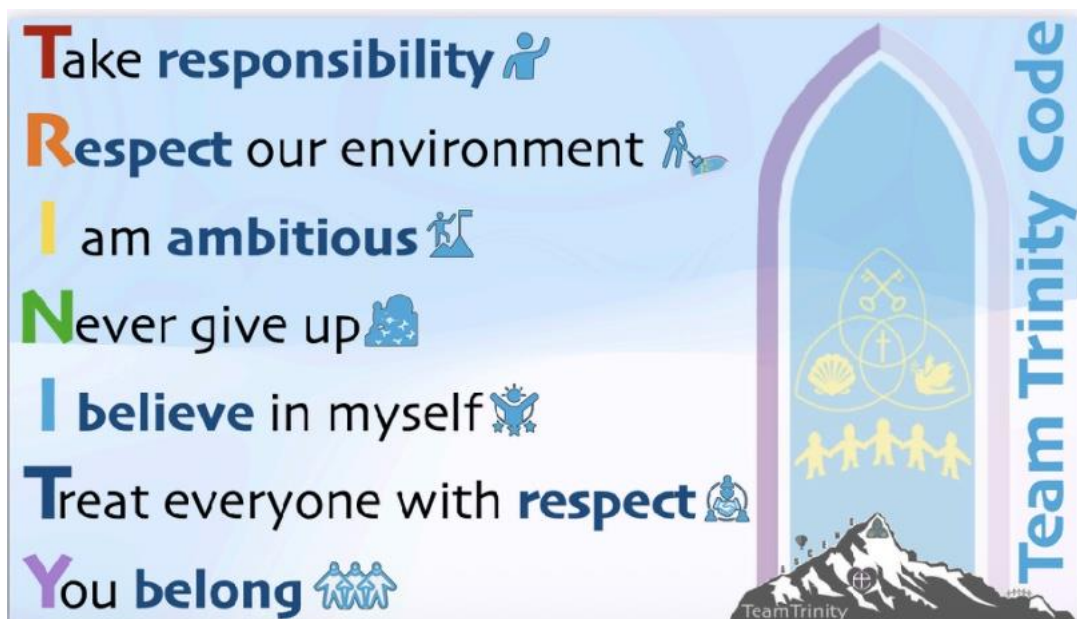 Take responsibility
Respect our environment
I am ambitious
Never give up
I believe in myself
Treat everyone with respect
You belong
Team Trinity Code
ASCEND
TeamTrinity